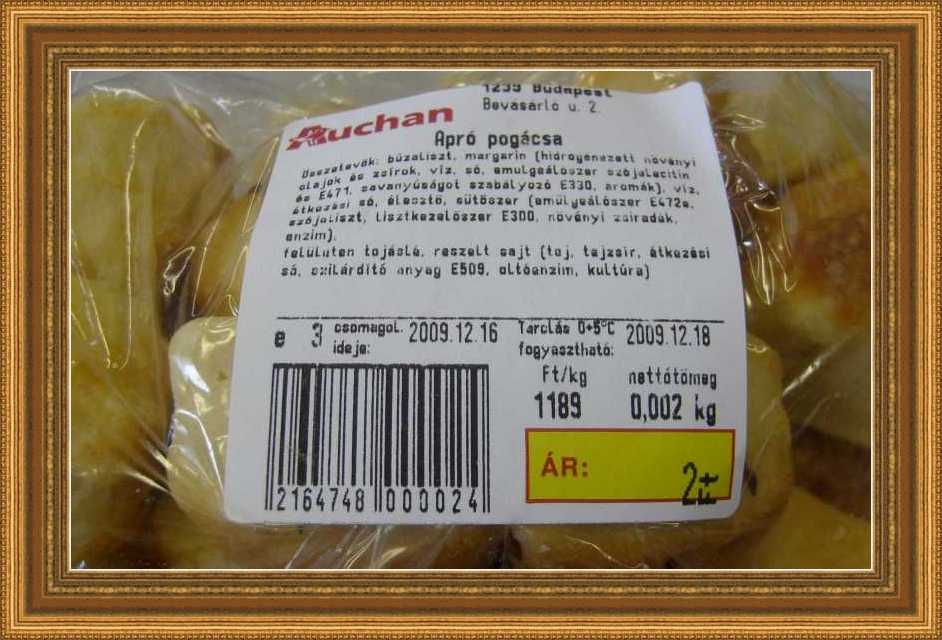 1239 Budapest
Bevásárló u. 2.
Auchan
Apró pogácsa
Összetevők: búzaliszt, margarin (hidrogénezett növényi
olajok és zsírok, víz, só, emulgeálószer szójalecitin
és E471, savanyúságot szabályozó E330, aromák), víz,
étkezési só, élesztő, sütőszer (emulgeálószer E472e,
szójaliszt, lisztkezelőszer E300, növényi zsiradék,
enzim),
felületen tojáslé, reszelt sajt (tej, tejzsír, étkezési
só, szilárdító anyag E509, oltóenzim, kultúra)
e 3 csomagol. ideje: 2009.12.16 Tárolás 0+5°C fogyasztható: 2009.12.18
Ft/kg nettótömeg
1189 0,002 kg
ÁR: 2Ft
2164748 000024